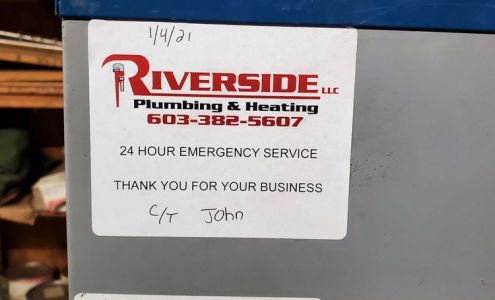 1/4/21
RIVERSIDE LLC
Plumbing & Heating
603-382-5607
24 HOUR EMERGENCY SERVICE
THANK YOU FOR YOUR BUSINESS
C/T John